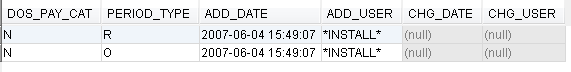 DOS_PAY_CAT PERIOD_TYPE ADD_DATE ADD_USER CHG_DATE CHG_USER
N R 2007-06-04 15:49:07 *INSTALL* (null) (null)
N O 2007-06-04 15:49:07 *INSTALL* (null) (null)